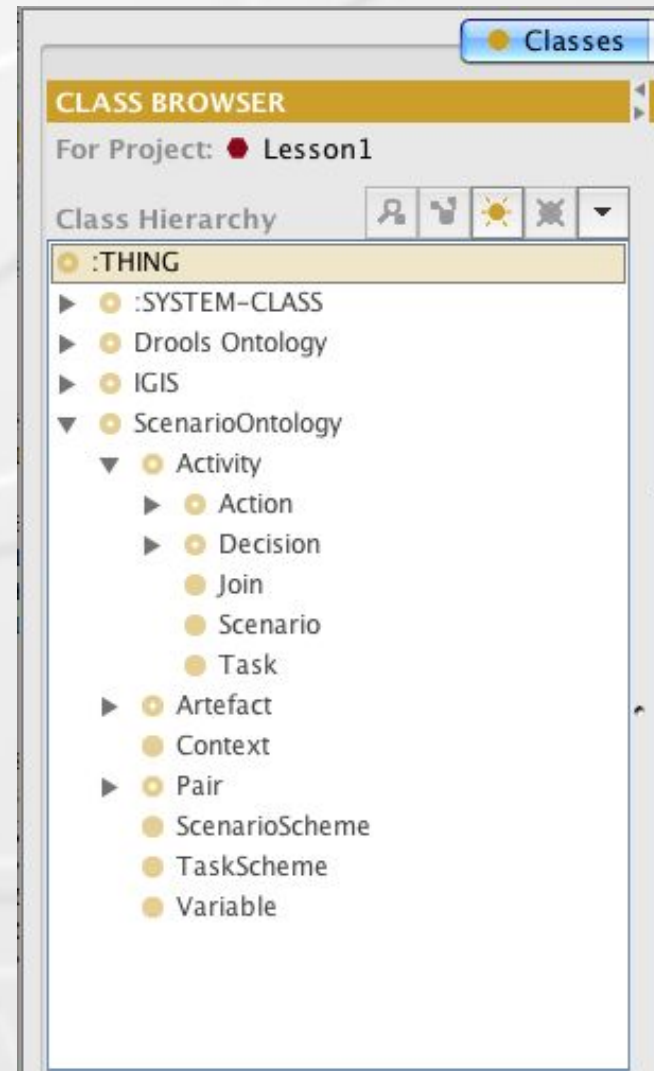 Classes
CLASS BROWSER
For Project: Lesson1
Class Hierarchy
:THING
:SYSTEM-CLASS
Drools Ontology
IGIS
ScenarioOntology
Activity
Action
Decision
Join
Scenario
Task
Artefact
Context
Pair
ScenarioScheme
TaskScheme
Variable